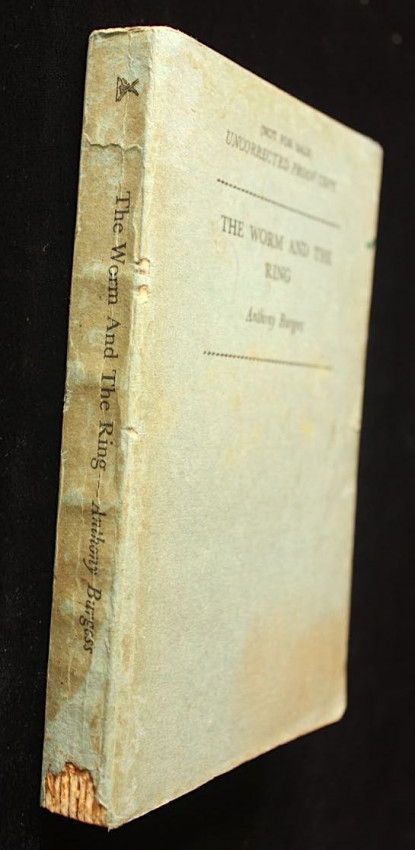 The Worm And The Ring — Anthony Burgess
(NOT FOR SALE)
UNCORRECTED PROOF COPY
THE WORM AND THE
RING
Anthony Burgess